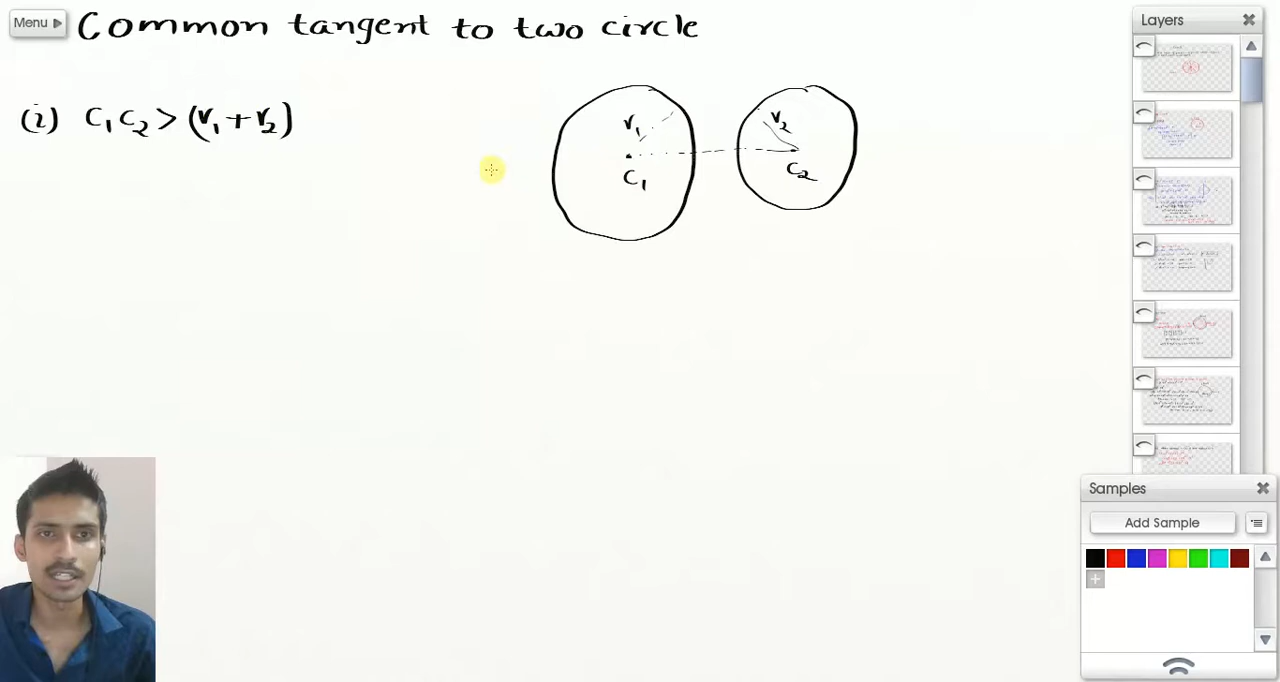 Menu
Common tangent to two circle
(i) C₁C₂ > (r₁+r₂)
r₁
r₂
C₁
C₂
Layers
Samples
Add Sample
+